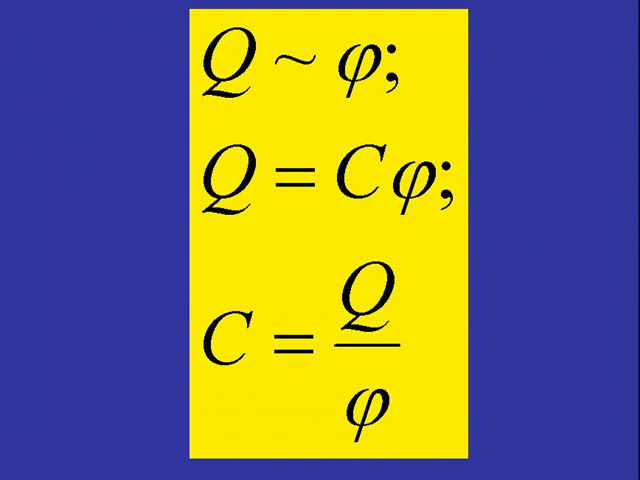 Q ~ φ;
Q = Cφ;
C = Q/φ